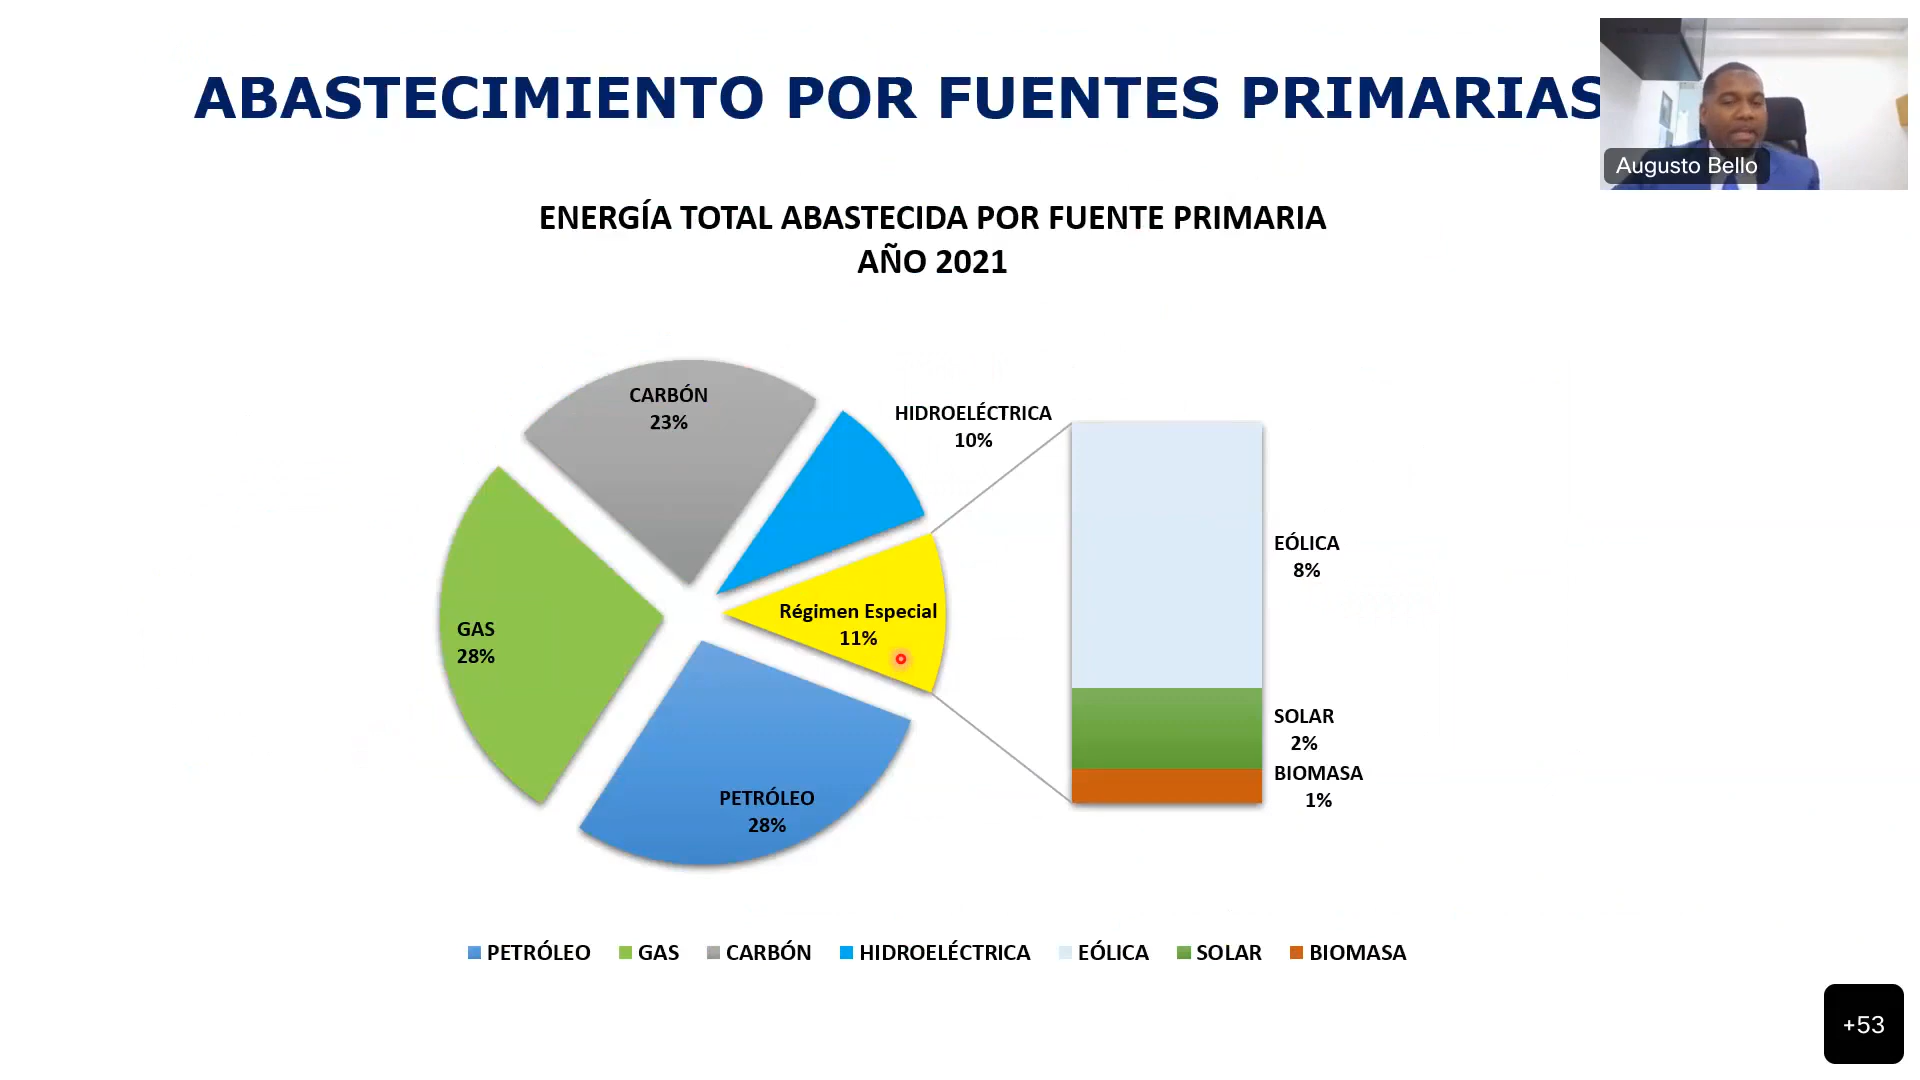 ABASTECIMIENTO POR FUENTES PRIMARIAS
Augusto Bello
ENERGÍA TOTAL ABASTECIDA POR FUENTE PRIMARIA
AÑO 2021
CARBÓN
23%
HIDROELÉCTRICA
10%
EÓLICA
8%
Régimen Especial
11%
GAS
28%
SOLAR
2%
BIOMASA
1%
PETRÓLEO
28%
PETRÓLEO GAS CARBÓN HIDROELÉCTRICA EÓLICA SOLAR BIOMASA
+53